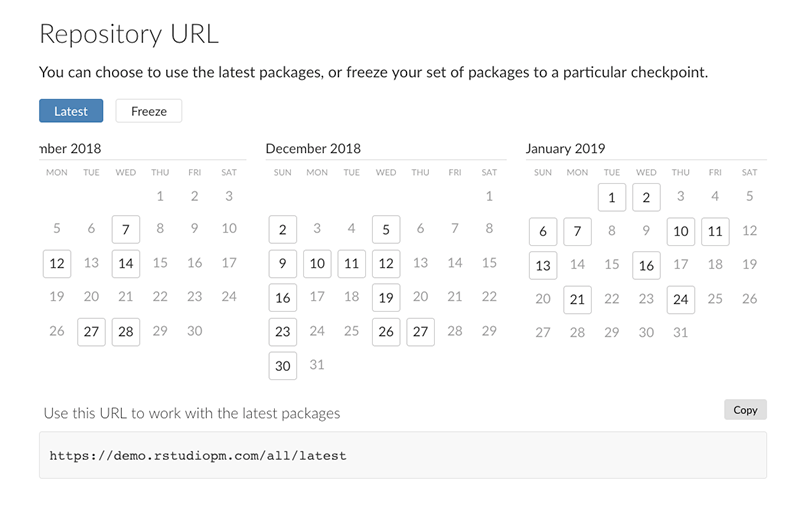 Repository URL
You can choose to use the latest packages, or freeze your set of packages to a particular checkpoint.
Latest Freeze
mber 2018 December 2018 January 2019
MON TUE WED THU FRI SAT SUN MON TUE WED THU FRI SAT SUN MON TUE WED THU FRI SAT
1 2 3 1 1 2 3 4 5
5 6 7 8 9 10 2 3 4 5 6 7 8 6 7 8 9 10 11 12
12 13 14 15 16 17 9 10 11 12 13 14 15 13 14 15 16 17 18 19
19 20 21 22 23 24 16 17 18 19 20 21 22 20 21 22 23 24 25 26
26 27 28 29 30 23 24 25 26 27 28 29 27 28 29 30 31
30 31
Use this URL to work with the latest packages Copy
https://demo.rstudiopm.com/all/latest